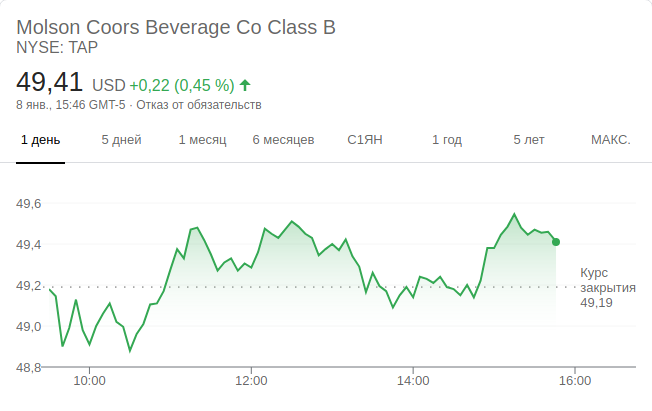 Molson Coors Beverage Co Class B
NYSE: TAP
49,41 USD +0,22 (0,45 %)
8 янв., 15:46 GMT-5 · Отказ от обязательств
1 день 5 дней 1 месяц 6 месяцев С1ЯН 1 год 5 лет МАКС.
49,6
49,4
49,2
49,0
48,8
Курс
закрытия
49,19
10:00 12:00 14:00 16:00